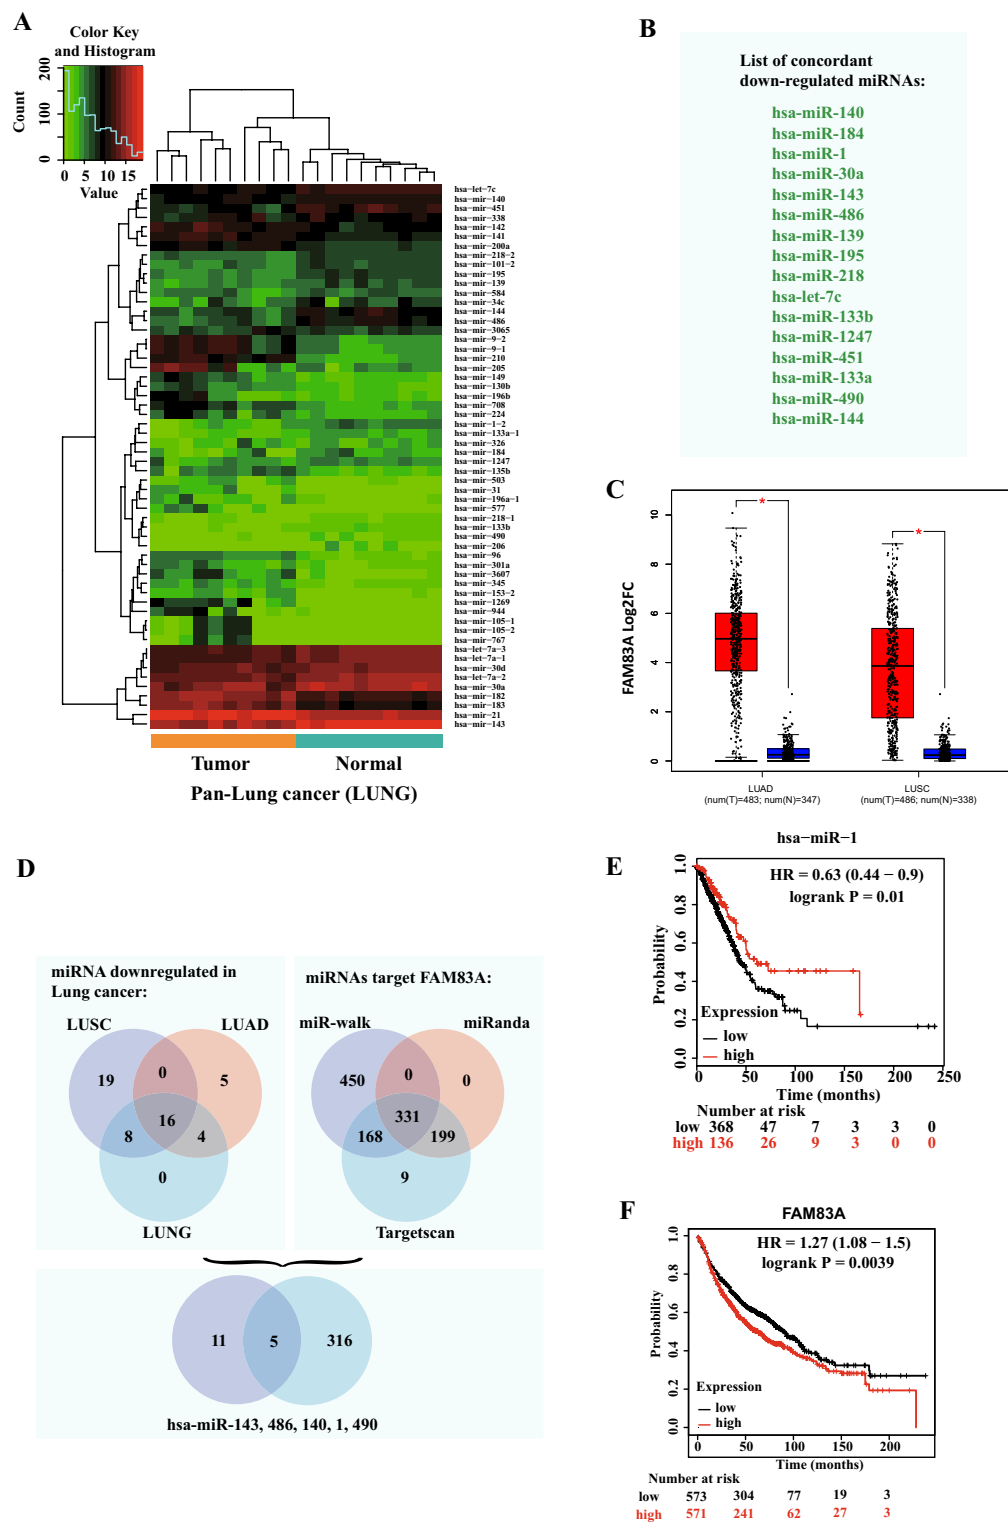 A
Color Key
and Histogram
Count
0
100
200
0 5 10 15
Value
hsa-let-7c
hsa-mir-140
hsa-mir-451
hsa-mir-338
hsa-mir-142
hsa-mir-141
hsa-mir-200a
hsa-mir-218-2
hsa-mir-101-2
hsa-mir-195
hsa-mir-139
hsa-mir-584
hsa-mir-34c
hsa-mir-144
hsa-mir-486
hsa-mir-3065
hsa-mir-9-2
hsa-mir-9-1
hsa-mir-210
hsa-mir-205
hsa-mir-149
hsa-mir-130b
hsa-mir-196b
hsa-mir-708
hsa-mir-224
hsa-mir-1-2
hsa-mir-133a-1
hsa-mir-326
hsa-mir-184
hsa-mir-1247
hsa-mir-135b
hsa-mir-503
hsa-mir-31
hsa-mir-196a-1
hsa-mir-577
hsa-mir-218-1
hsa-mir-133b
hsa-mir-490
hsa-mir-206
hsa-mir-96
hsa-mir-301a
hsa-mir-3607
hsa-mir-345
hsa-mir-153-2
hsa-mir-1269
hsa-mir-944
hsa-mir-105-1
hsa-mir-105-2
hsa-mir-767
hsa-let-7a-3
hsa-let-7a-1
hsa-mir-30d
hsa-let-7a-2
hsa-mir-30a
hsa-mir-182
hsa-mir-183
hsa-mir-21
hsa-mir-143
Tumor Normal
Pan-Lung cancer (LUNG)
B
List of concordant
down-regulated miRNAs:
hsa-miR-140
hsa-miR-184
hsa-miR-1
hsa-miR-30a
hsa-miR-143
hsa-miR-486
hsa-miR-139
hsa-miR-195
hsa-miR-218
hsa-let-7c
hsa-miR-133b
hsa-miR-1247
hsa-miR-451
hsa-miR-133a
hsa-miR-490
hsa-miR-144
C
FAM83A Log2FC
10
8
6
4
2
0
*
*
LUAD
(num(T)=483; num(N)=347)
LUSC
(num(T)=486; num(N)=338)
D
miRNA downregulated in
Lung cancer:
LUSC LUAD
19 0 5
16
8 4
0
LUNG
miRNAs target FAM83A:
miR-walk miRanda
450 0 0
331
168 199
9
Targetscan
11 5 316
hsa-miR-143, 486, 140, 1, 490
E
hsa-miR-1
HR = 0.63 (0.44 − 0.9)
logrank P = 0.01
Probability
1.0
0.8
0.6
0.4
0.2
0.0
Expression
low
high
0 50 100 150 200 250
Time (months)
Number at risk
low 368 47 7 3 3 0
high 136 26 9 3 0 0
F
FAM83A
HR = 1.27 (1.08 − 1.5)
logrank P = 0.0039
Probability
1.0
0.8
0.6
0.4
0.2
0.0
Expression
low
high
0 50 100 150 200
Time (months)
Number at risk
low 573 304 77 19 3
high 571 241 62 27 3